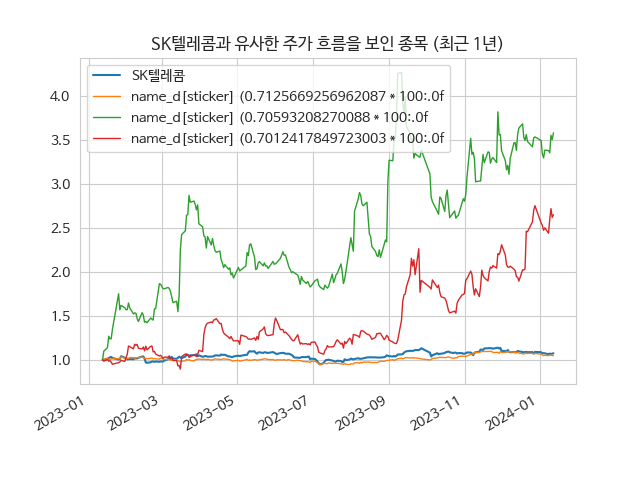 SK텔레콤과 유사한 주가 흐름을 보인 종목 (최근 1년)
SK텔레콤
name_d[sticker] (0.7125669256962087 * 100:.0f
name_d[sticker] (0.70593208270088 * 100:.0f
name_d[sticker] (0.7012417849723003 * 100:.0f
4.0
3.5
3.0
2.5
2.0
1.5
1.0
2023-01
2023-03
2023-05
2023-07
2023-09
2023-11
2024-01